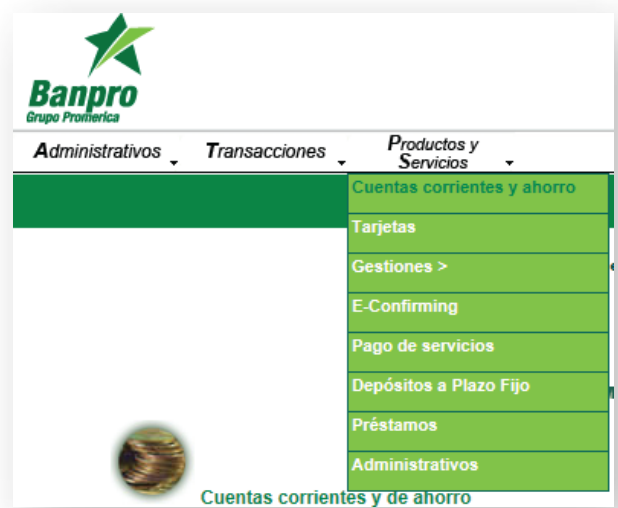 Banpro
Grupo Promerica
Administrativos
Transacciones
Productos y
Servicios
Cuentas corrientes y ahorro
Tarjetas
Gestiones >
E-Confirming
Pago de servicios
Depósitos a Plazo Fijo
Préstamos
Administrativos
Cuentas corrientes y de ahorro